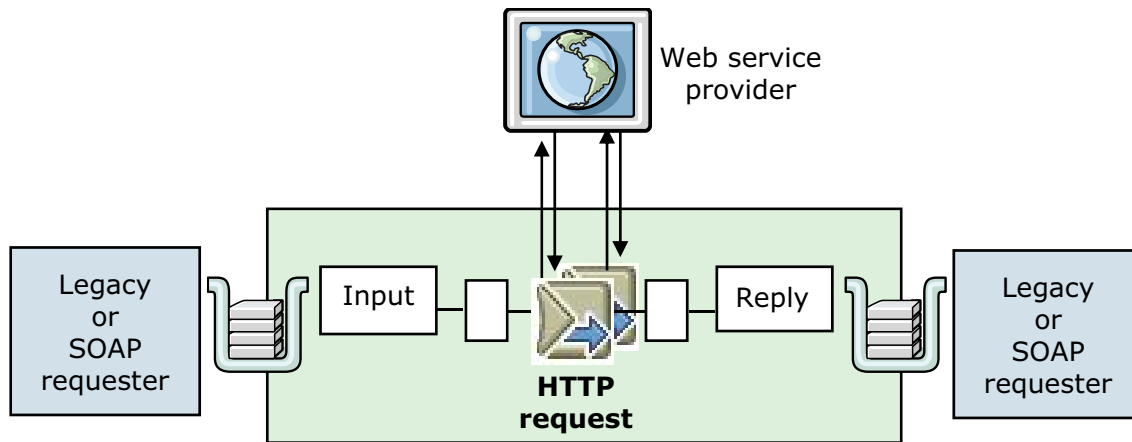 Web service
provider
Legacy
or
SOAP
requester
Input
HTTP
request
Reply
Legacy
or
SOAP
requester